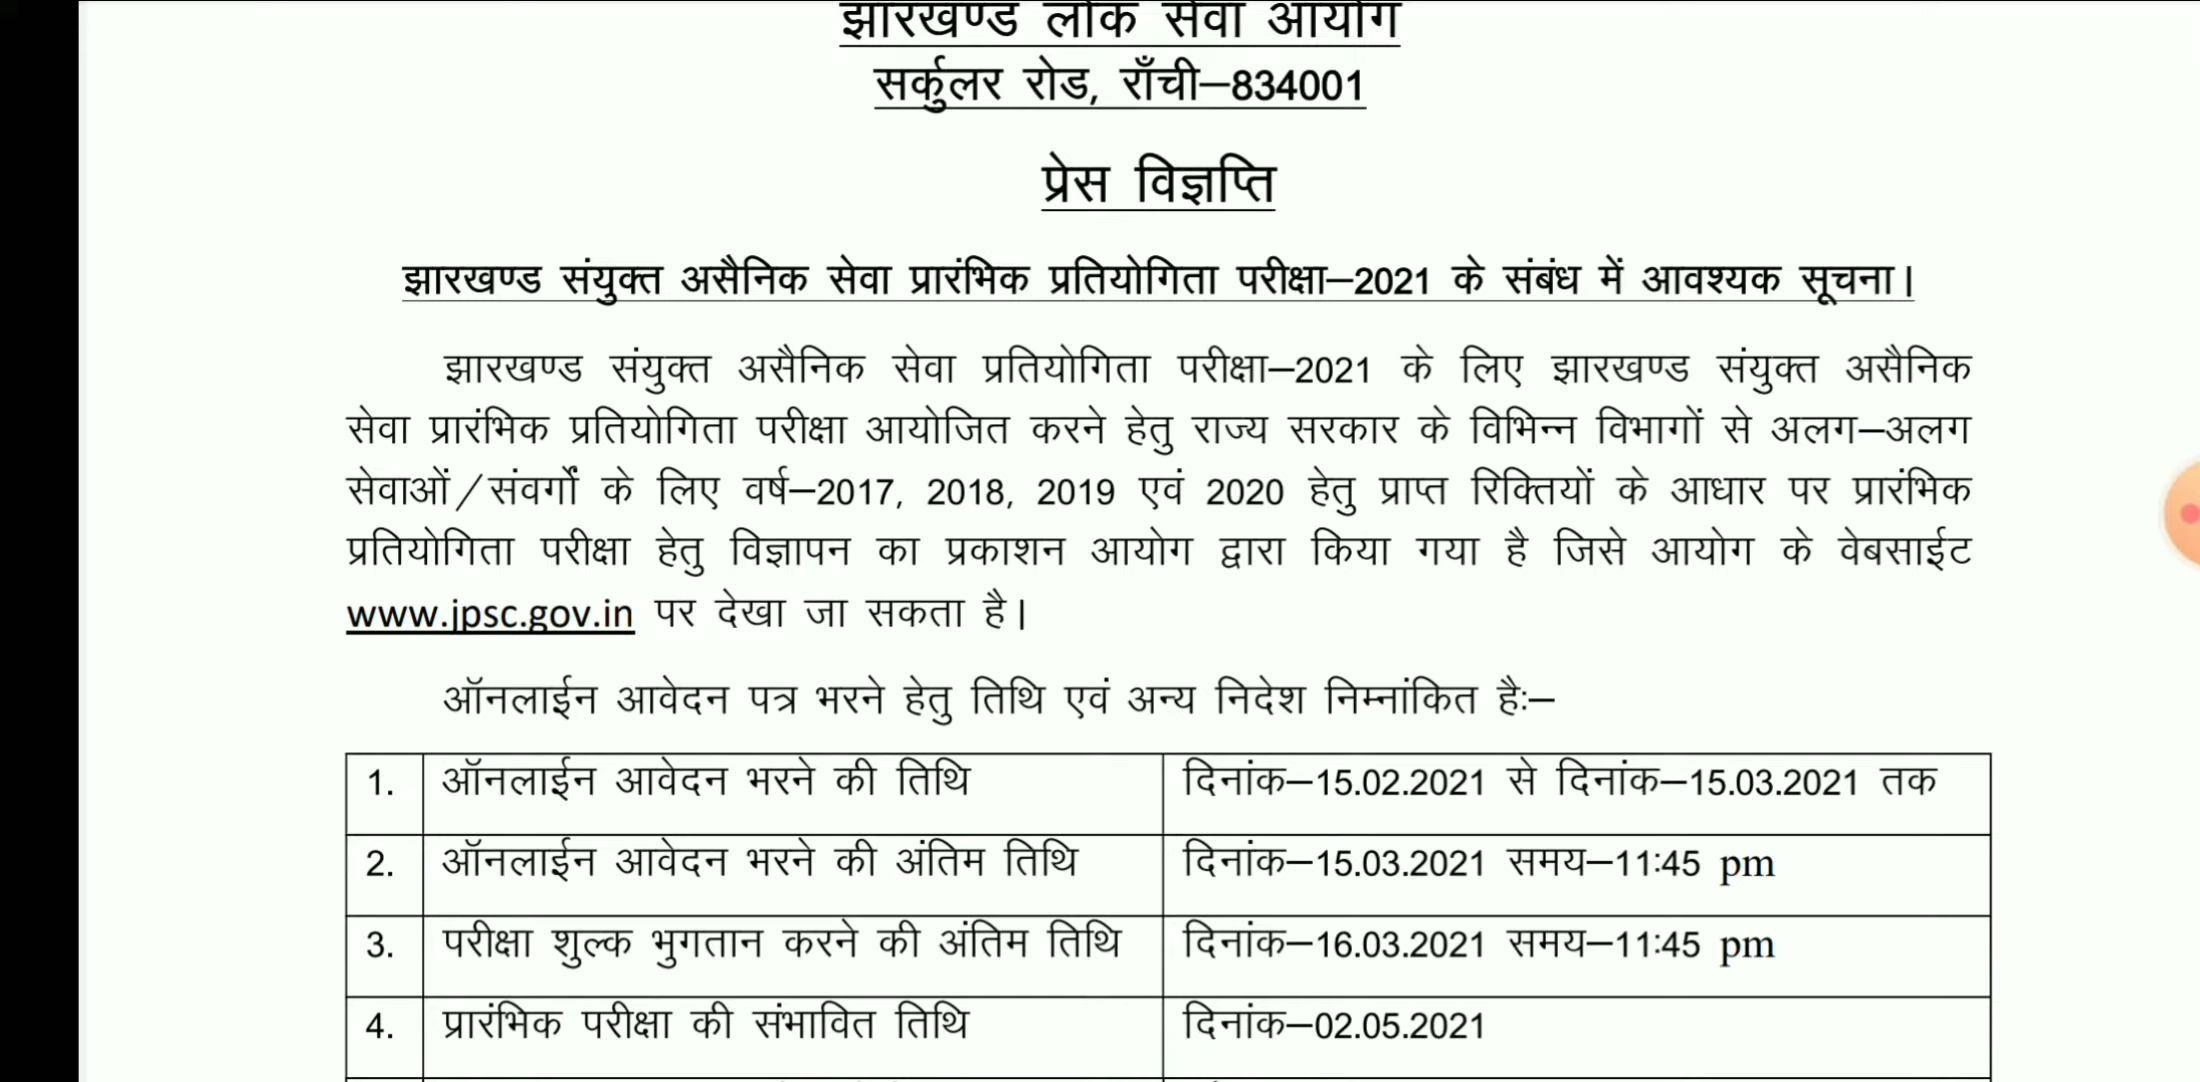 झारखण्ड लोक सेवा आयोग
सर्कुलर रोड, राँची–834001
प्रेस विज्ञप्ति
झारखण्ड संयुक्त असैनिक सेवा प्रारंभिक प्रतियोगिता परीक्षा–2021 के संबंध में आवश्यक सूचना।
झारखण्ड संयुक्त असैनिक सेवा प्रतियोगिता परीक्षा–2021 के लिए झारखण्ड संयुक्त असैनिक
सेवा प्रारंभिक प्रतियोगिता परीक्षा आयोजित करने हेतु राज्य सरकार के विभिन्न विभागों से अलग–अलग
सेवाओं/संवर्गों के लिए वर्ष–2017, 2018, 2019 एवं 2020 हेतु प्राप्त रिक्तियों के आधार पर प्रारंभिक
प्रतियोगिता परीक्षा हेतु विज्ञापन का प्रकाशन आयोग द्वारा किया गया है जिसे आयोग के वेबसाईट
www.jpsc.gov.in पर देखा जा सकता है।
ऑनलाईन आवेदन पत्र भरने हेतु तिथि एवं अन्य निदेश निम्नांकित है:–
1. ऑनलाईन आवेदन भरने की तिथि दिनांक–15.02.2021 से दिनांक–15.03.2021 तक
2. ऑनलाईन आवेदन भरने की अंतिम तिथि दिनांक–15.03.2021 समय–11:45 pm
3. परीक्षा शुल्क भुगतान करने की अंतिम तिथि दिनांक–16.03.2021 समय–11:45 pm
4. प्रारंभिक परीक्षा की संभावित तिथि दिनांक–02.05.2021